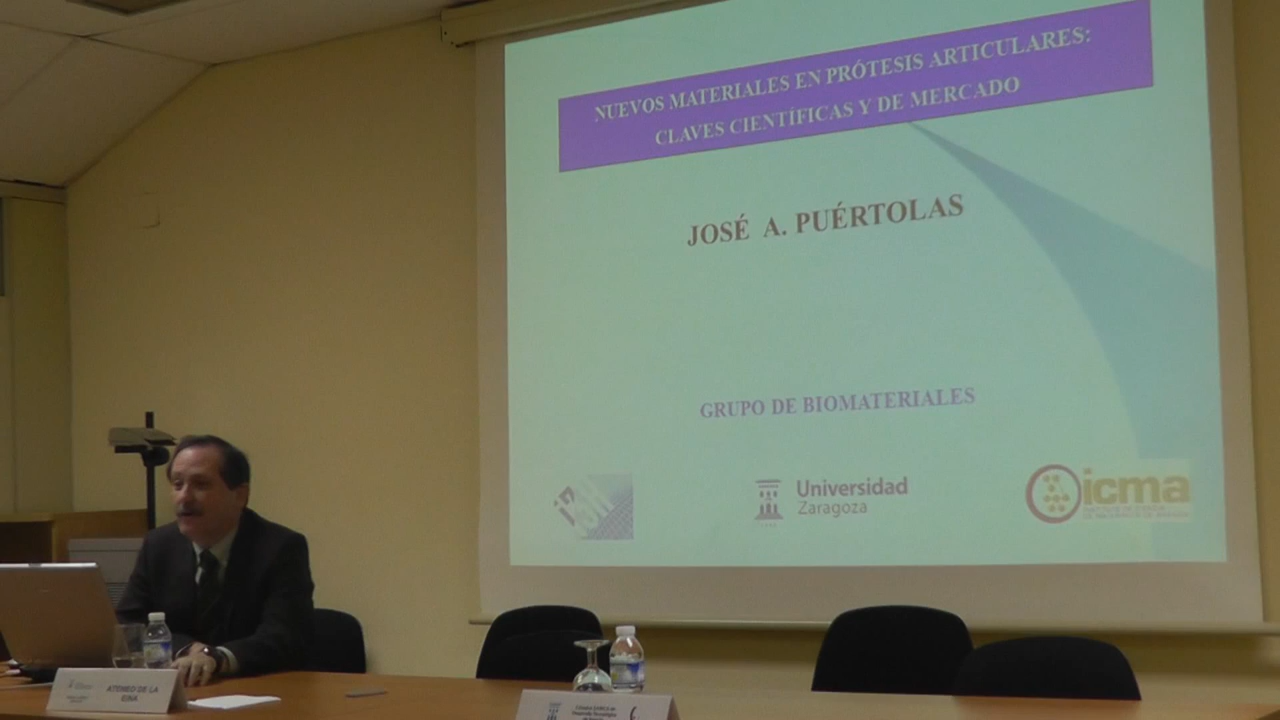 NUEVOS MATERIALES EN PRÓTESIS ARTICULARES:
CLAVES CIENTÍFICAS Y DE MERCADO
JOSÉ A. PUÉRTOLAS
GRUPO DE BIOMATERIALES
Universidad
Zaragoza
icma
ATENEO DE LA
EINA